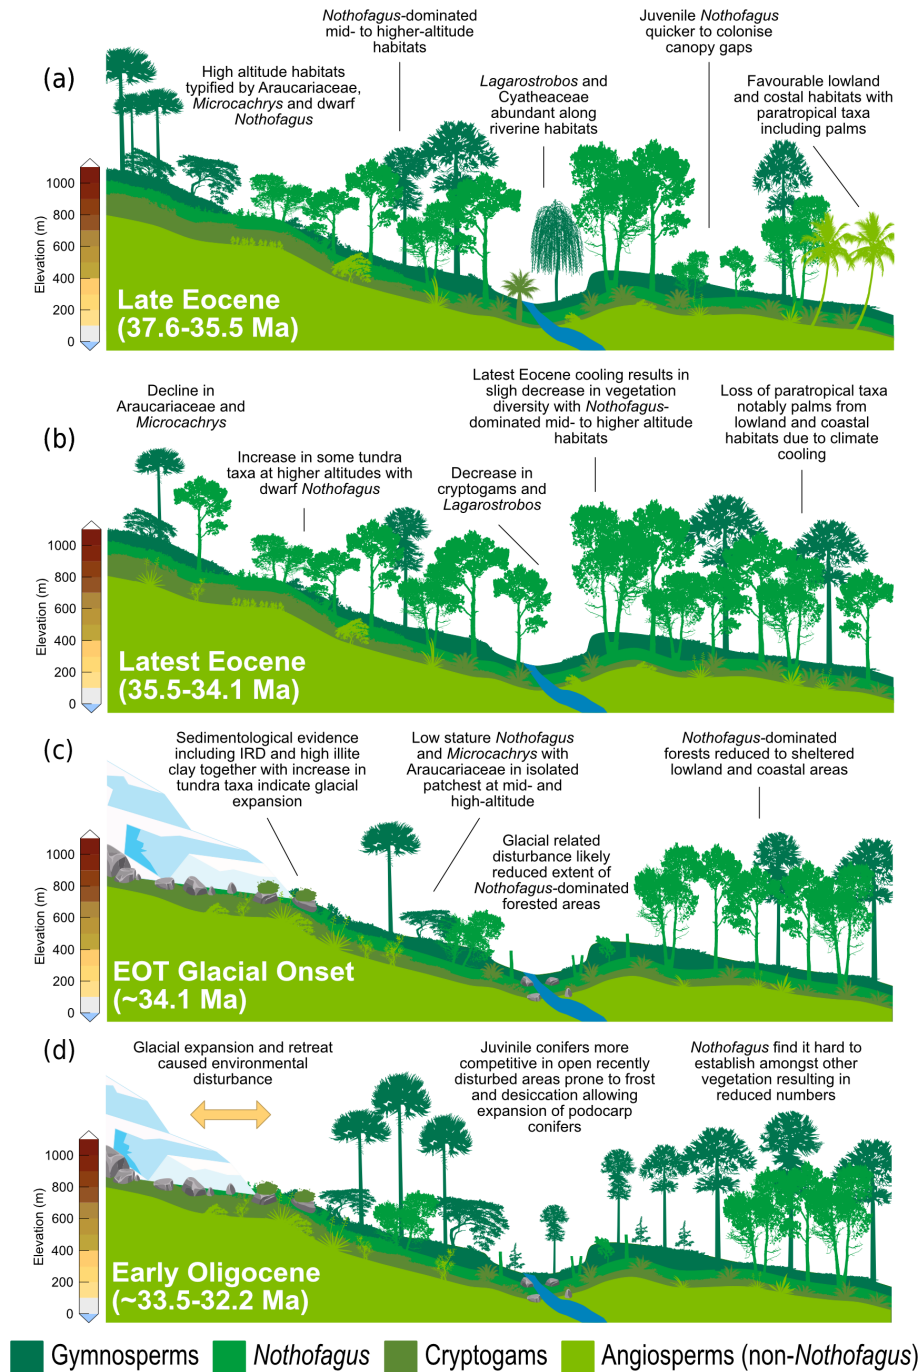 (a)
High altitude habitats
typified by Araucariaceae,
Microcachrys and dwarf
Nothofagus
Nothofagus-dominated
mid- to higher-altitude
habitats
Lagarostrobos and
Cyatheaceae
abundant along
riverine habitats
Juvenile Nothofagus
quicker to colonise
canopy gaps
Favourable lowland
and costal habitats with
paratropical taxa
including palms
Elevation (m)
1000
800
600
400
200
0
Late Eocene
(37.6-35.5 Ma)
(b)
Decline in
Araucariaceae and
Microcachrys
Increase in some tundra
taxa at higher altitudes with
dwarf Nothofagus
Decrease in
cryptogams and
Lagarostrobos
Latest Eocene cooling results in
sligh decrease in vegetation
diversity with Nothofagus-
dominated mid- to higher altitude
habitats
Loss of paratropical taxa
notably palms from
lowland and coastal
habitats due to climate
cooling
Elevation (m)
1000
800
600
400
200
0
Latest Eocene
(35.5-34.1 Ma)
(c)
Sedimentological evidence
including IRD and high illite
clay together with increase in
tundra taxa indicate glacial
expansion
Low stature Nothofagus
and Microcachrys with
Araucariaceae in isolated
patchest at mid- and
high-altitude
Glacial related
disturbance likely
reduced extent of
Nothofagus-dominated
forested areas
Nothofagus-dominated
forests reduced to sheltered
lowland and coastal areas
Elevation (m)
1000
800
600
400
200
0
EOT Glacial Onset
(~34.1 Ma)
(d)
Glacial expansion and retreat
caused environmental
disturbance
Juvinile conifers more
competitive in open recently
disturbed areas prone to frost
and desiccation allowing
expansion of podocarp
conifers
Nothofagus find it hard to
establish amongst other
vegetation resulting in
reduced numbers
Elevation (m)
1000
800
600
400
200
0
Early Oligocene
(~33.5-32.2 Ma)
Gymnosperms
Nothofagus
Cryptogams
Angiosperms (non-Nothofagus)